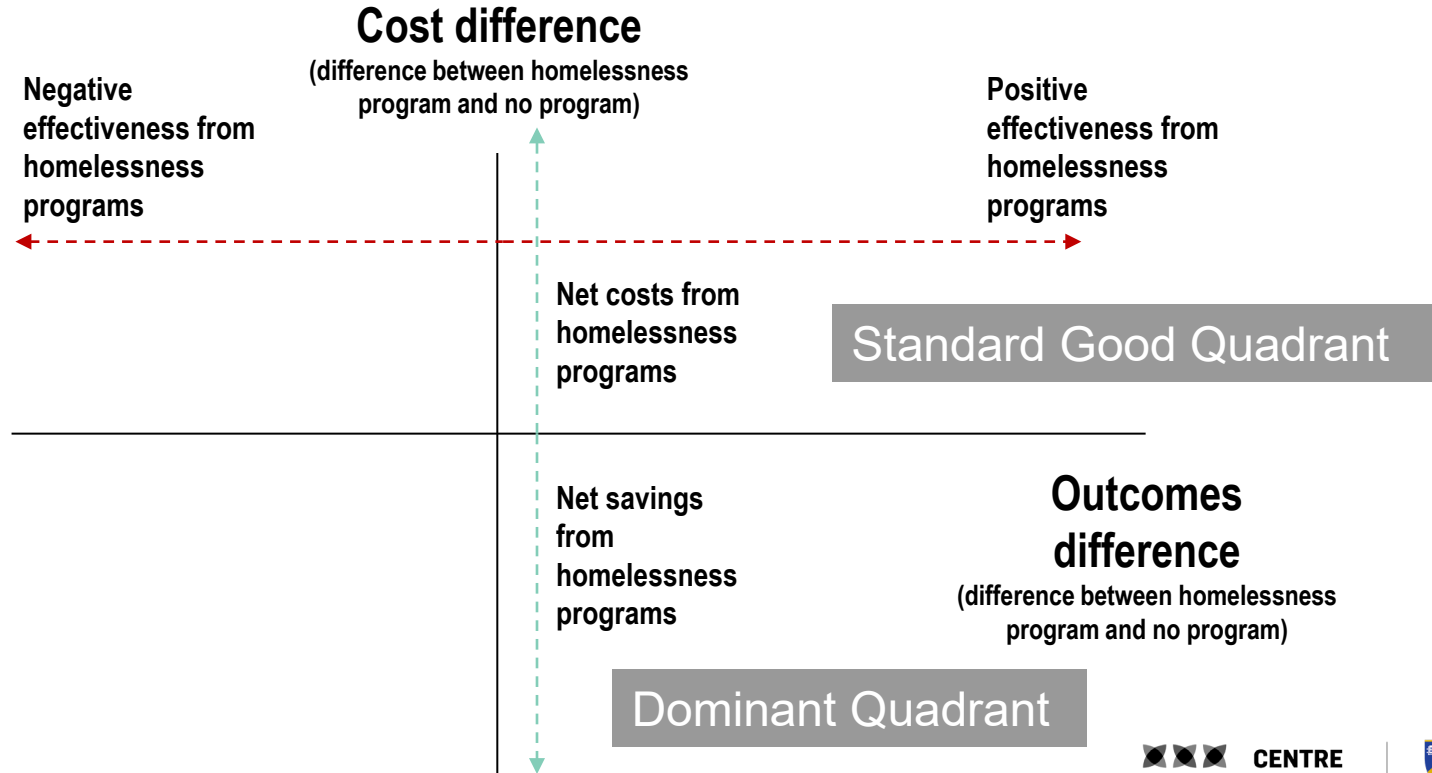 Cost difference
(difference between homelessness
program and no program)
Negative
effectiveness from
homelessness
programs
Positive
effectiveness from
homelessness
programs
Net costs from
homelessness
programs
Standard Good Quadrant
Net savings
from
homelessness
programs
Outcomes
difference
(difference between homelessness
program and no program)
Dominant Quadrant
CENTRE